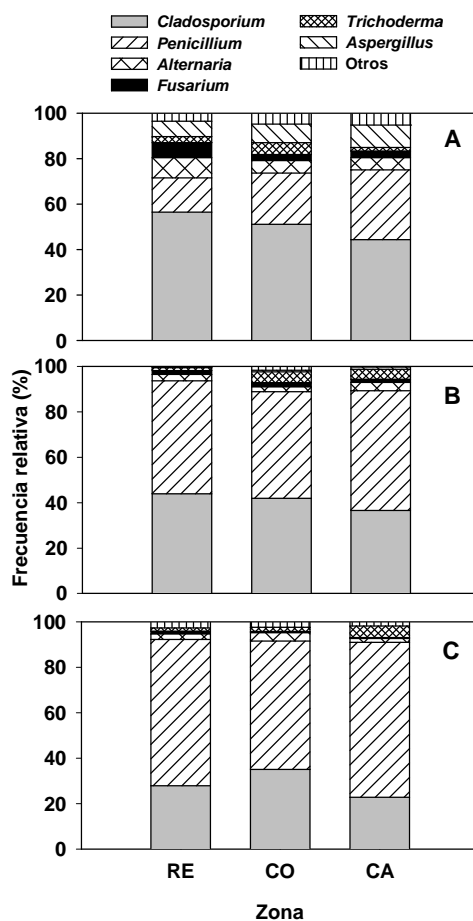 Cladosporium
Penicillium
Alternaria
Fusarium
Trichoderma
Aspergillus
Otros
Frecuencia relativa (%)
100
80
60
40
20
0
A
100
80
60
40
20
0
B
100
80
60
40
20
0
C
RE CO CA
Zona